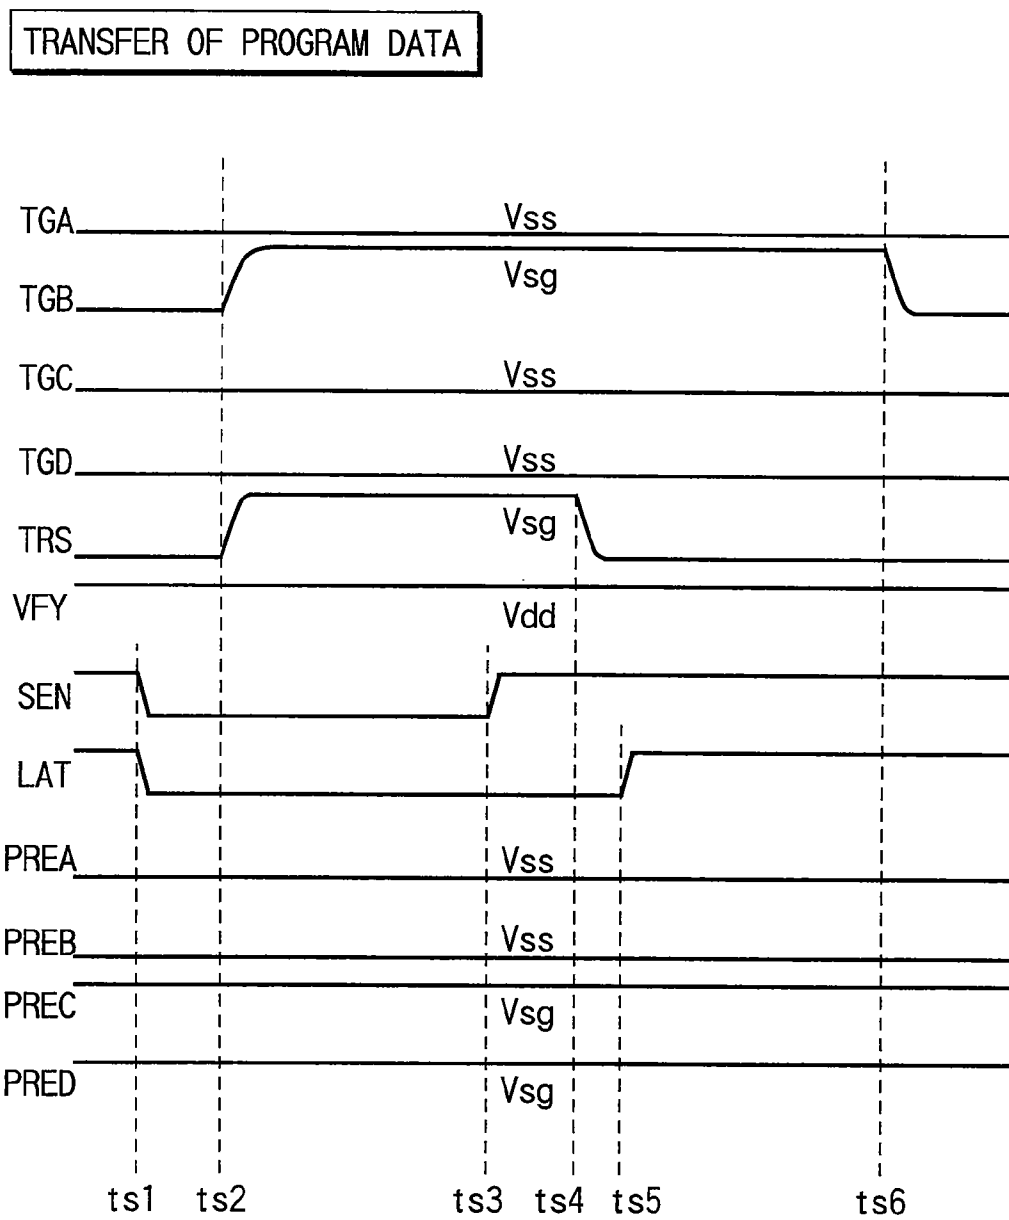 TRANSFER OF PROGRAM DATA
TGA Vss
TGB Vsg
TGC Vss
TGD Vss
TRS Vsg
VFY Vdd
SEN
LAT
PREA Vss
PREB Vss
PREC Vsg
PRED Vsg
ts1 ts2 ts3 ts4 ts5 ts6